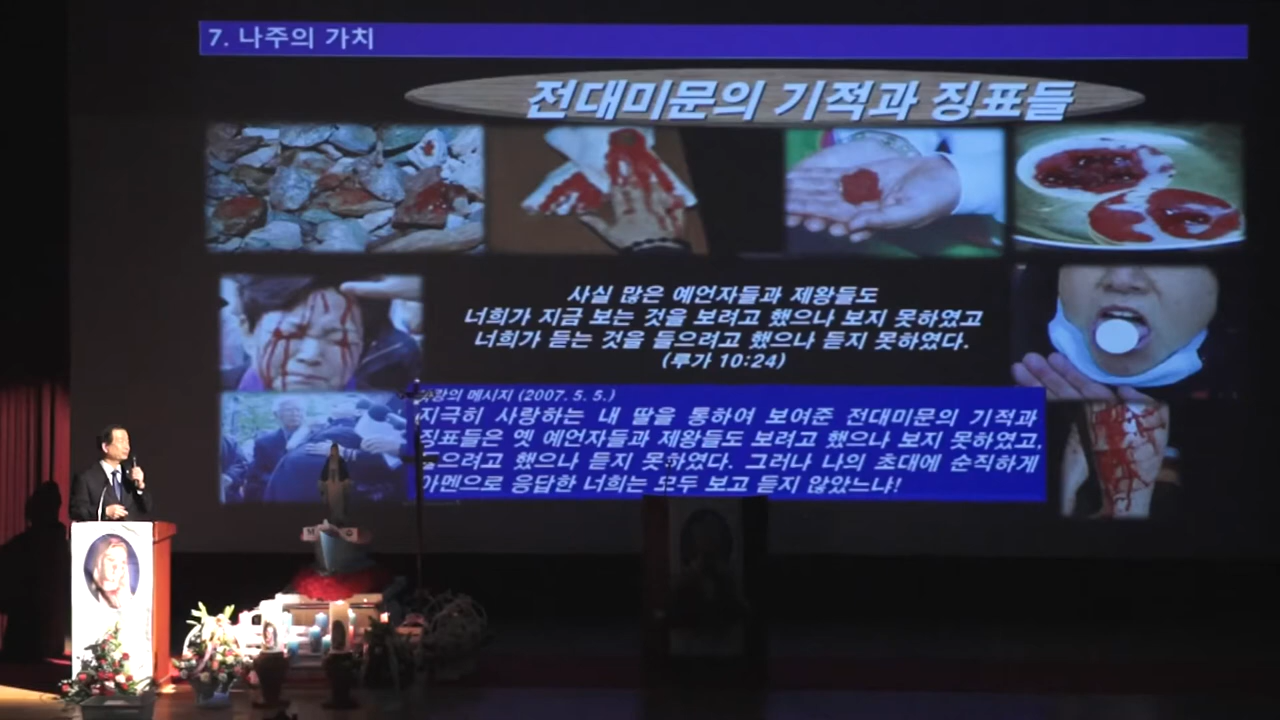 7. 나주의 가치
전대미문의 기적과 징표들
사실 많은 예언자들과 제왕들도
너희가 지금 보는 것을 보려고 했으나 보지 못하였고
너희가 듣는 것을 들으려고 했으나 듣지 못하였다.
(루가 10:24)
사랑의 메시지 (2007. 5. 5.)
지극히 사랑하는 내 딸을 통하여 보여준 전대미문의 기적과
징표들은 옛 예언자들과 제왕들도 보려고 했으나 보지 못하였고,
들으려고 했으나 듣지 못하였다. 그러나 나의 초대에 순직하게
아멘으로 응답한 너희는 모두 보고 듣지 않았느냐!